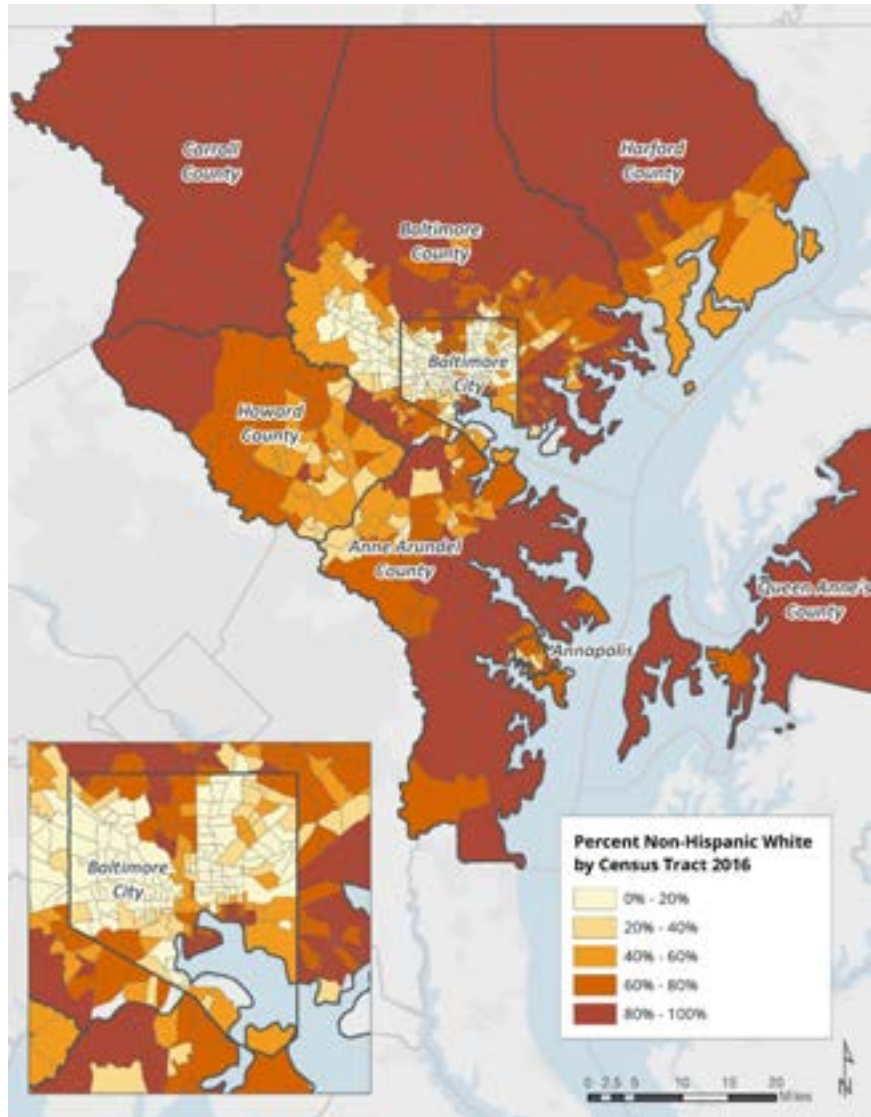 Carroll
County
Harford
County
Baltimore
County
Baltimore
City
Howard
County
Anne Arundel
County
Queen Anne's
County
Annapolis
Baltimore
City
Percent Non-Hispanic White
by Census Tract 2016
0% - 20%
20% - 40%
40% - 60%
60% - 80%
80% - 100%
0 2.5 5 10 15 20
Miles
N